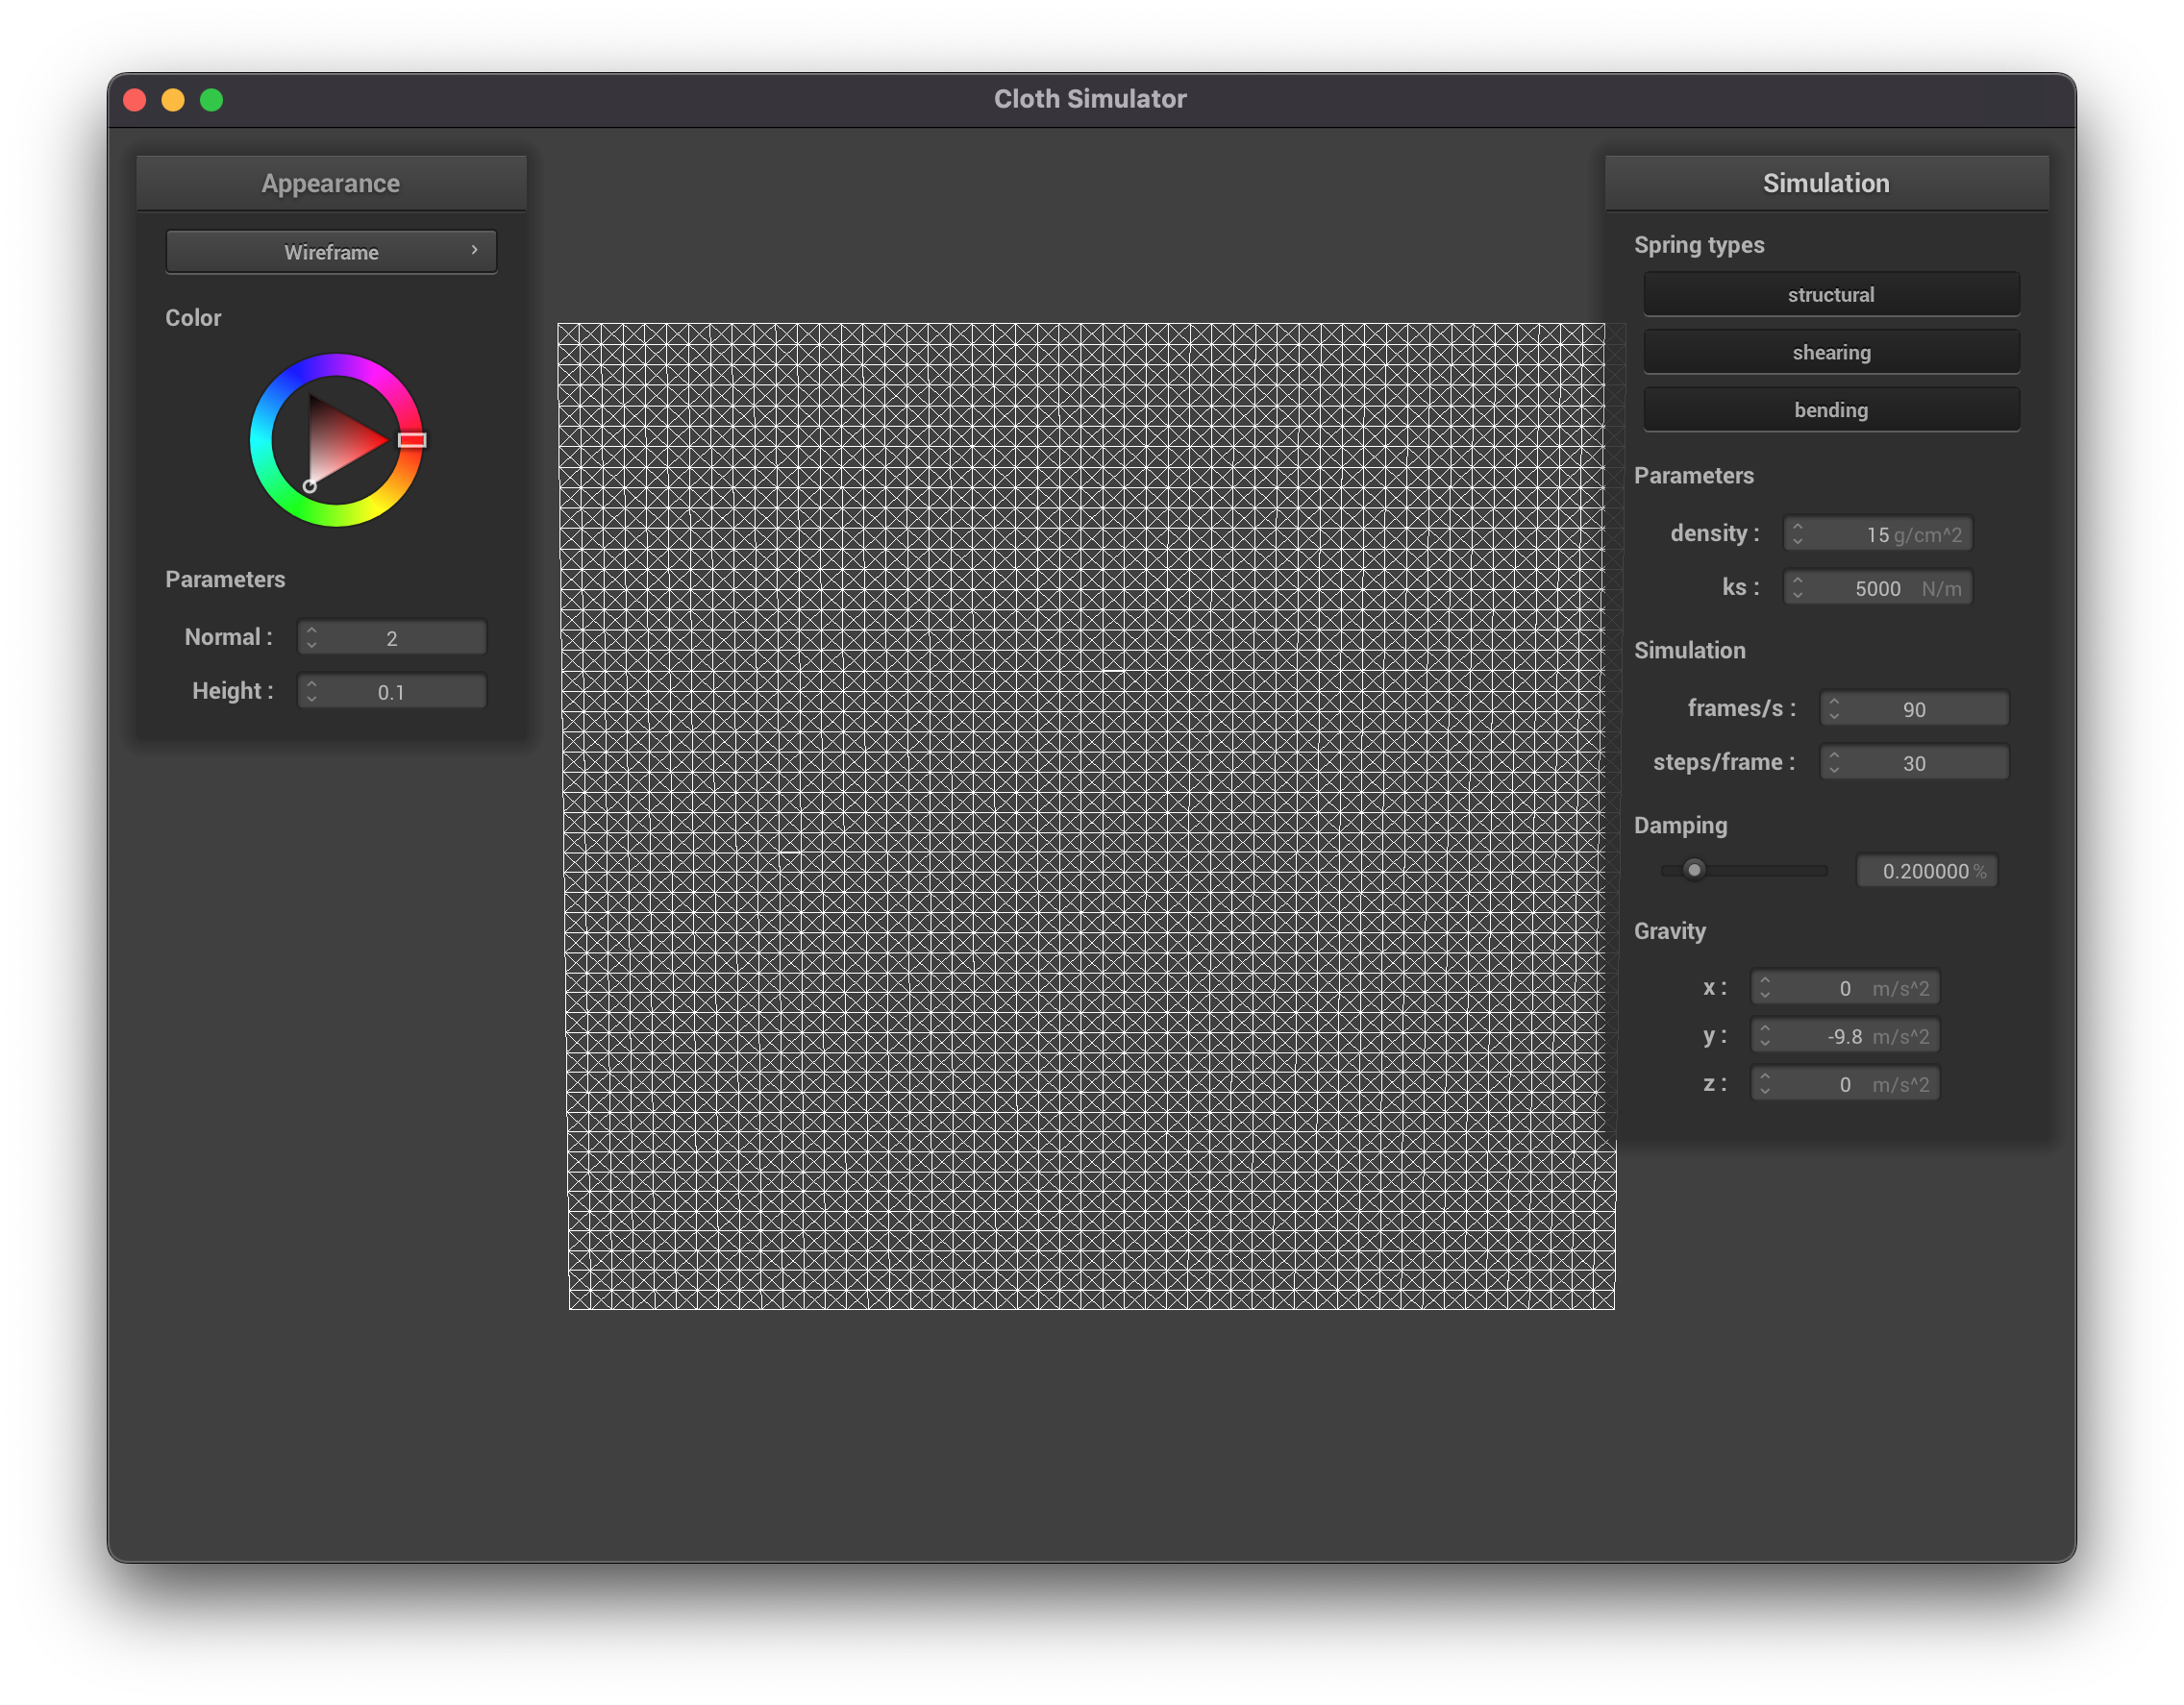 Cloth Simulator
Appearance
Wireframe
Color
Parameters
Normal : 2
Height : 0.1
Simulation
Spring types
structural
shearing
bending
Parameters
density : 15 g/cm^2
ks : 5000 N/m
Simulation
frames/s : 90
steps/frame : 30
Damping
0.200000 %
Gravity
x : 0 m/s^2
y : -9.8 m/s^2
z : 0 m/s^2